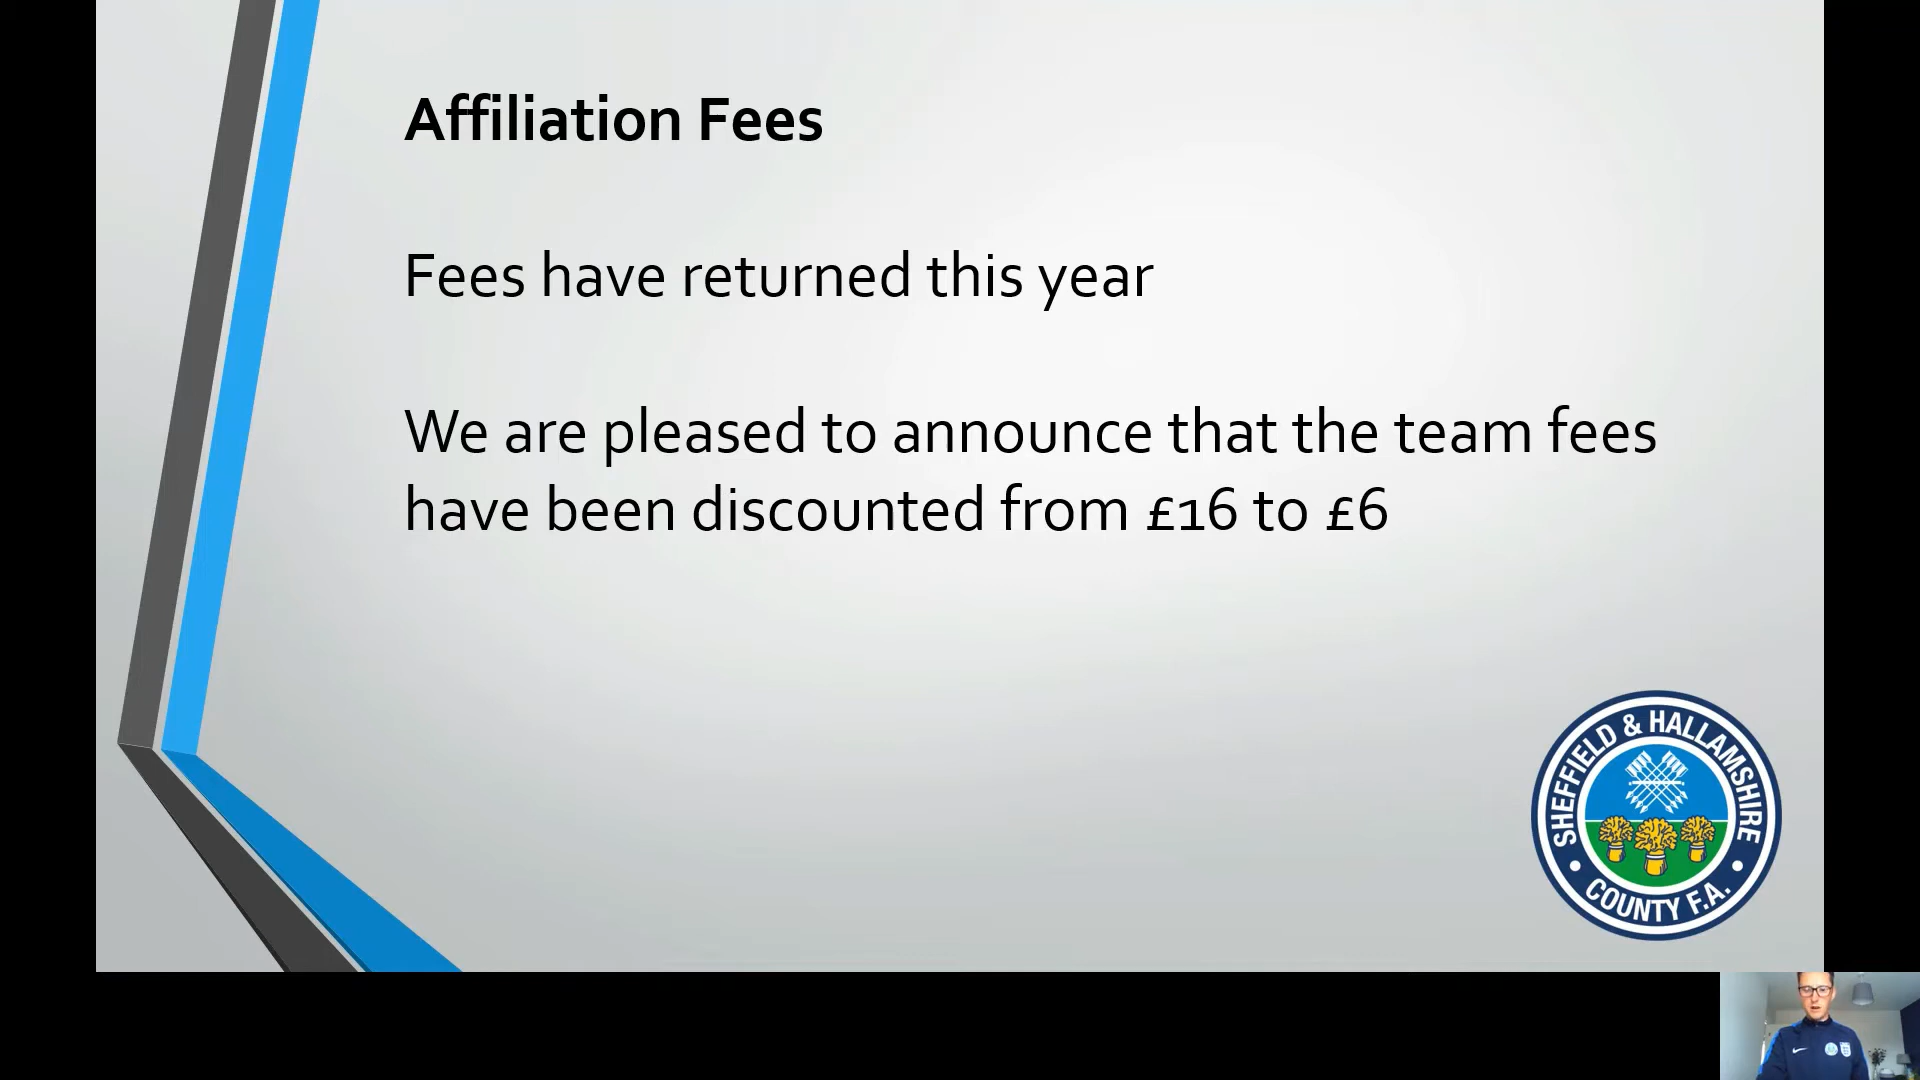 Affiliation Fees
Fees have returned this year
We are pleased to announce that the team fees
have been discounted from £16 to £6
SHEFFIELD & HALLAMSHIRE
COUNTY F.A.